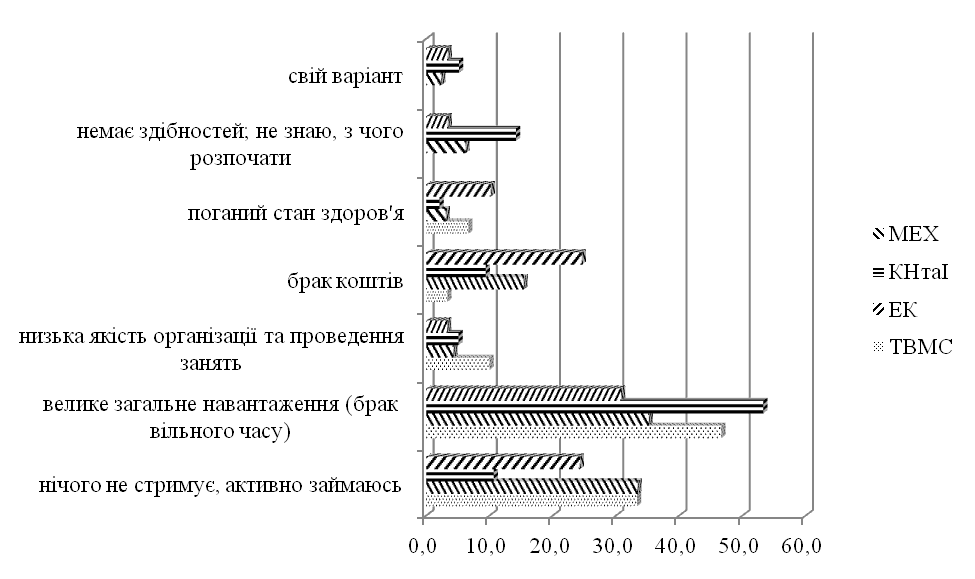 свій варіант
немає здібностей; не знаю, з чого
розпочати
поганий стан здоров'я
брак коштів
низька якість організації та проведення
занять
велике загальне навантаження (брак
вільного часу)
нічого не стримує, активно займаюсь
0,0 10,0 20,0 30,0 40,0 50,0 60,0
МЕХ
КНтаІ
ЕК
ТВМС